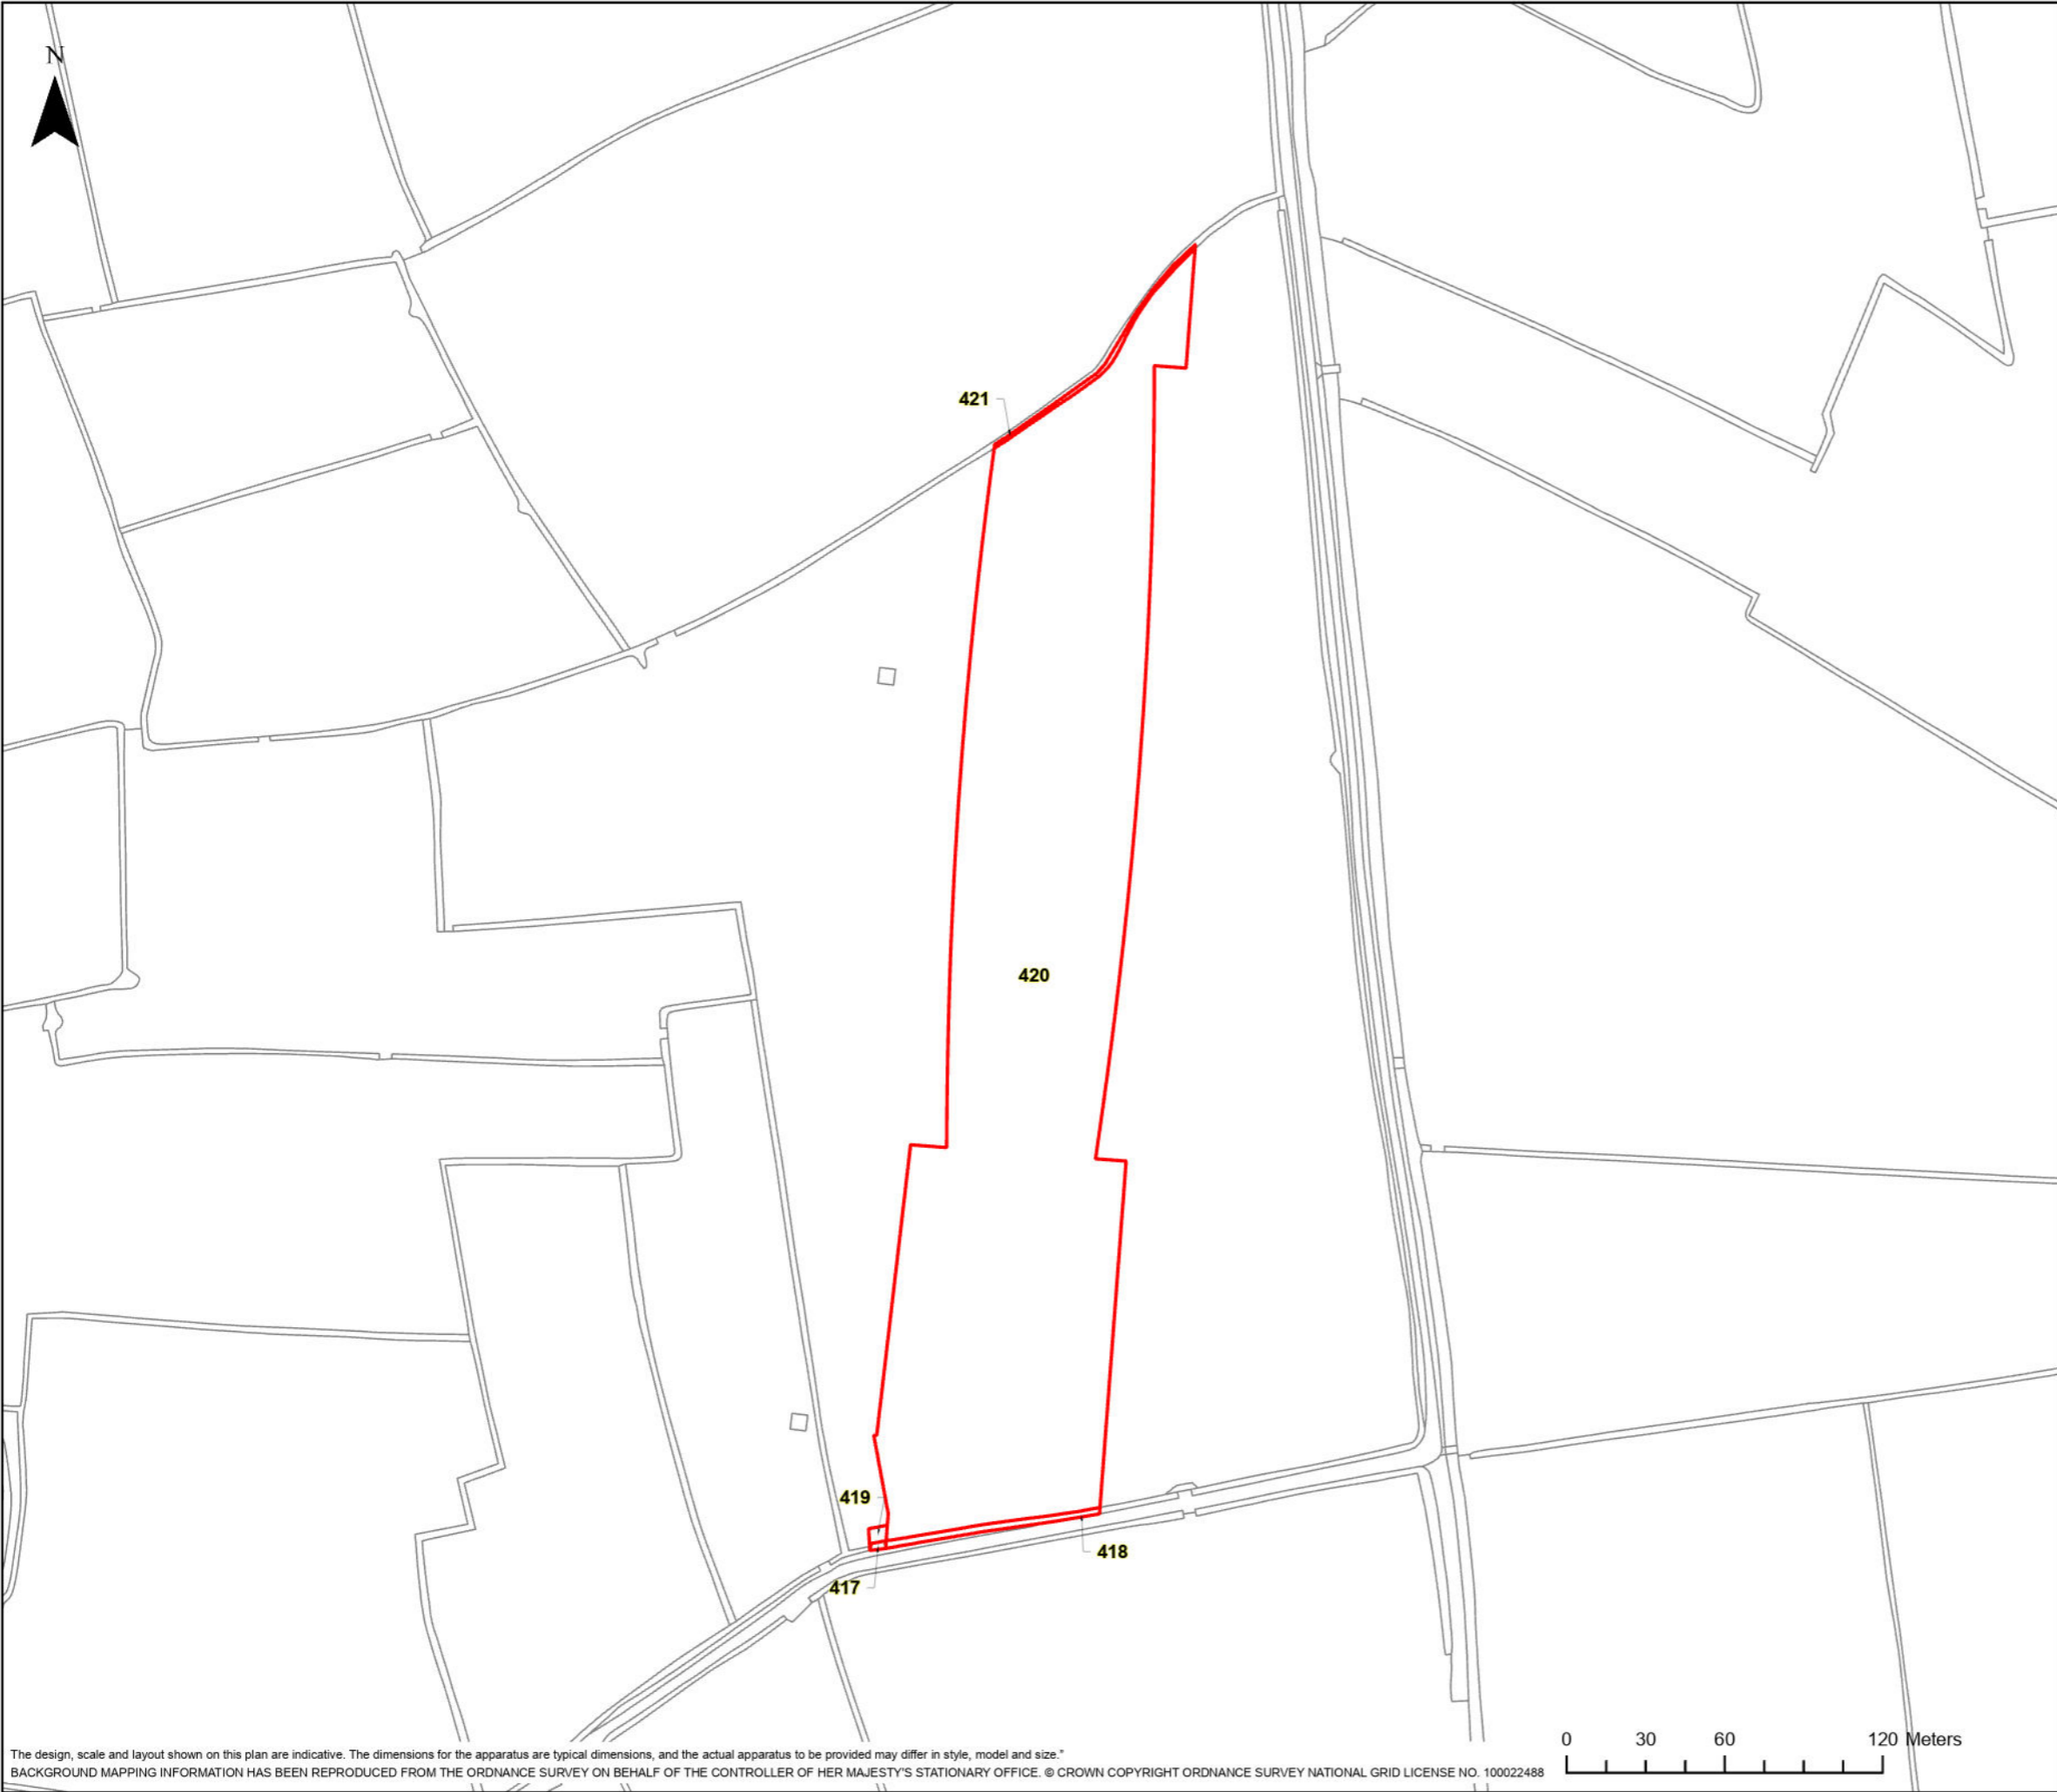 N
421
420
419
418
417
0 30 60 120 Meters
The design, scale and layout shown on this plan are indicative. The dimensions for the apparatus are typical dimensions, and the actual apparatus to be provided may differ in style, model and size."
BACKGROUND MAPPING INFORMATION HAS BEEN REPRODUCED FROM THE ORDNANCE SURVEY ON BEHALF OF THE CONTROLLER OF HER MAJESTY'S STATIONARY OFFICE. © CROWN COPYRIGHT ORDNANCE SURVEY NATIONAL GRID LICENSE NO. 100022488